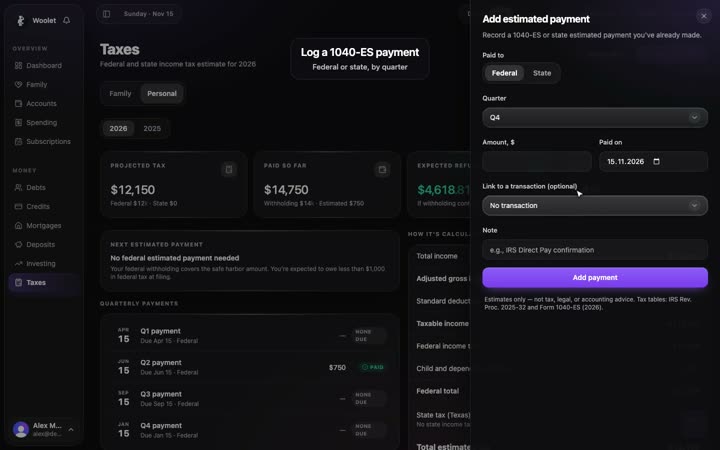 Woolet
Sunday · Nov 15
OVERVIEW
Dashboard
Family
Accounts
Spending
Subscriptions
MONEY
Debts
Credits
Mortgages
Deposits
Investing
Taxes
Alex M...
alex@de...
Taxes
Federal and state income tax estimate for 2026
Log a 1040-ES payment
Federal or state, by quarter
Family
Personal
2026
2025
PROJECTED TAX
$12,150
Federal $12k · State $0
PAID SO FAR
$14,750
Withholding $14k · Estimated $750
EXPECTED REFU
$4,618.81
If withholding con
NEXT ESTIMATED PAYMENT
No federal estimated payment needed
Your federal withholding covers the safe harbor amount. You're expected to owe less than $1,000
in federal tax at filing.
QUARTERLY PAYMENTS
APR
15
Q1 payment
Due Apr 15 · Federal
—
NONE
DUE
JUN
15
Q2 payment
Due Jun 15 · Federal
$750
PAID
SEP
15
Q3 payment
Due Sep 15 · Federal
—
NONE
DUE
JAN
15
Q4 payment
Due Jan 15 · Federal
—
NONE
DUE
HOW IT'S CALCULA
Total income
Adjusted gross i
Standard deduct
Taxable income
Federal income t
Child and depen
Federal total
State tax (Texas)
No state income ta
Total estimate
Add estimated payment
Record a 1040-ES or state estimated payment you've already made.
Paid to
Federal
State
Quarter
Q4
Amount, $
Paid on
15.11.2026
Link to a transaction (optional)
No transaction
Note
e.g., IRS Direct Pay confirmation
Add payment
Estimates only — not tax, legal, or accounting advice. Tax tables: IRS Rev.
Proc. 2025-32 and Form 1040-ES (2026).